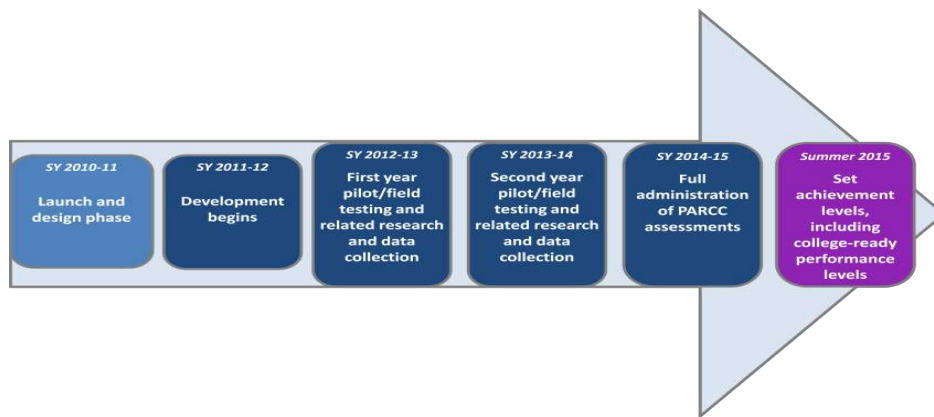 SY 2010-11
Launch and
design phase
SY 2011-12
Development
begins
SY 2012-13
First year
pilot/field
testing and
related research
and data
collection
SY 2013-14
Second year
pilot/field
testing and
related research
and data
collection
SY 2014-15
Full
administration
of PARCC
assessments
Summer 2015
Set
achievement
levels,
including
college-ready
performance
levels